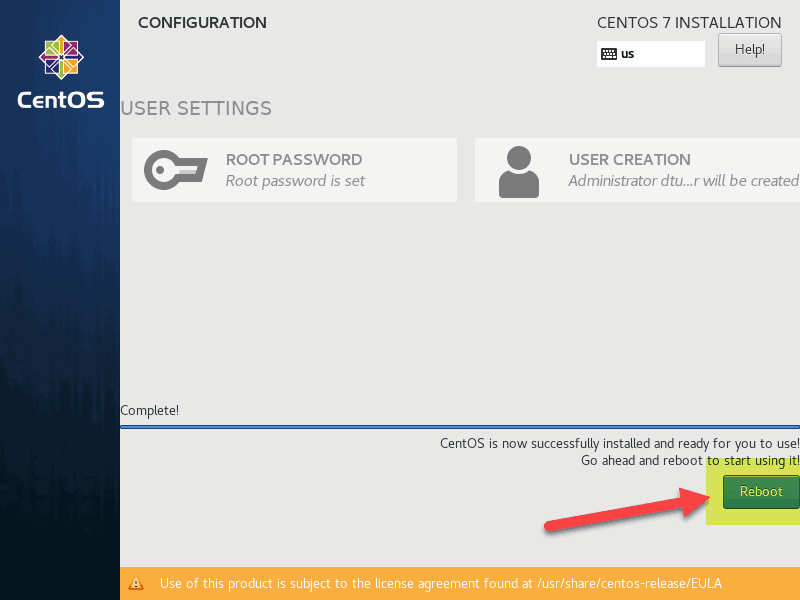 CONFIGURATION
CENTOS 7 INSTALLATION
us
Help!
CentOS
USER SETTINGS
ROOT PASSWORD
Root password is set
USER CREATION
Administrator dtu...r will be created
Complete!
CentOS is now successfully installed and ready for you to use!
Go ahead and reboot to start using it!
Reboot
Use of this product is subject to the license agreement found at /usr/share/centos-release/EULA